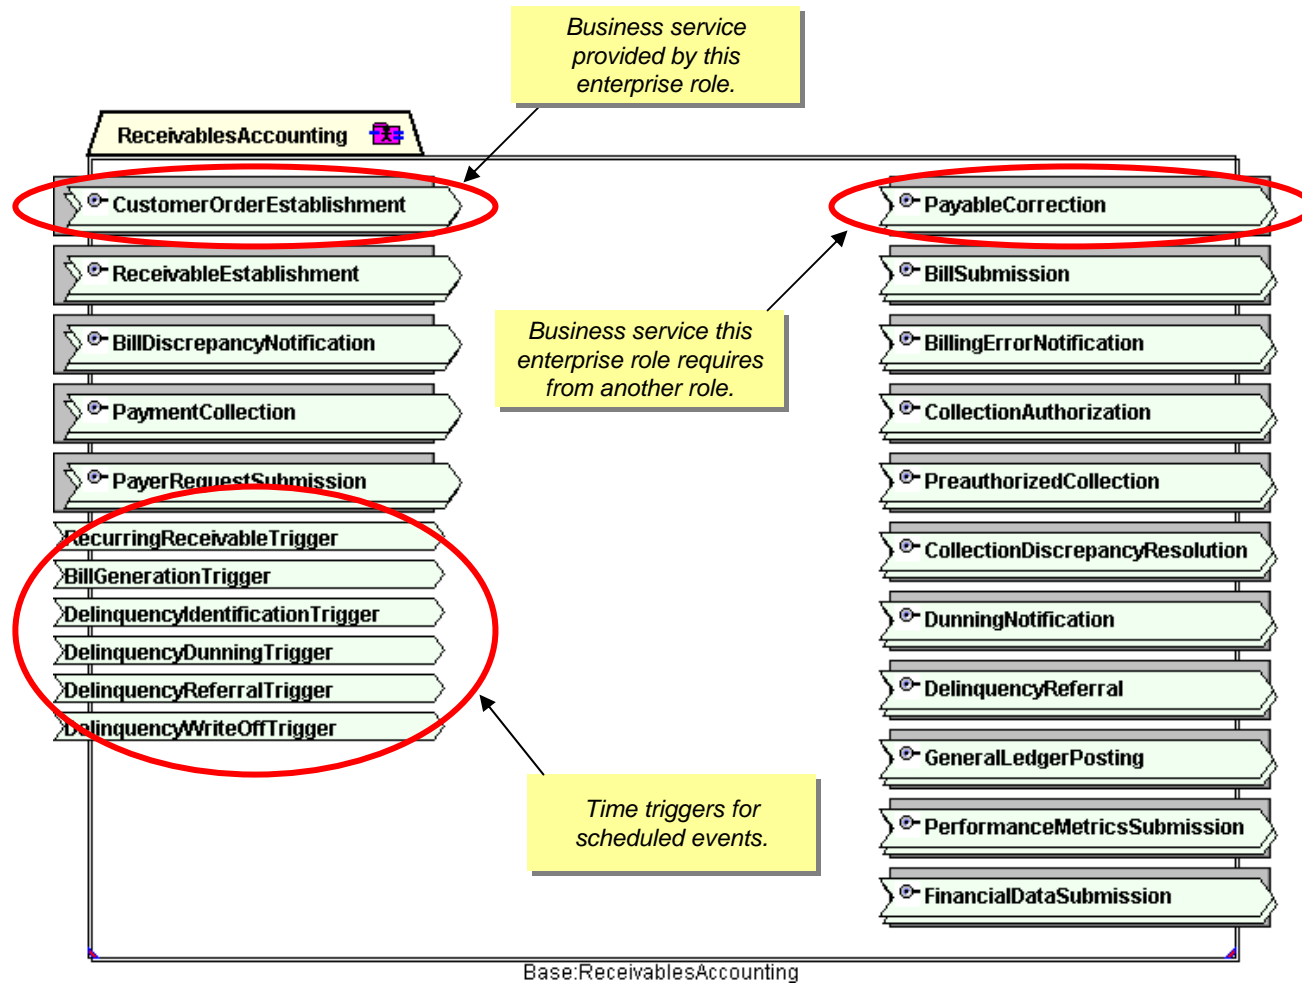 Business service
provided by this
enterprise role.
ReceivablesAccounting
CustomerOrderEstablishment
ReceivableEstablishment
BillDiscrepancyNotification
PaymentCollection
PayerRequestSubmission
RecurringReceivableTrigger
BillGenerationTrigger
DelinquencyIdentificationTrigger
DelinquencyDunningTrigger
DelinquencyReferralTrigger
DelinquencyWriteOffTrigger
Business service this
enterprise role requires
from another role.
Time triggers for
scheduled events.
PayableCorrection
BillSubmission
BillingErrorNotification
CollectionAuthorization
PreauthorizedCollection
CollectionDiscrepancyResolution
DunningNotification
DelinquencyReferral
GeneralLedgerPosting
PerformanceMetricsSubmission
FinancialDataSubmission
Base:ReceivablesAccounting